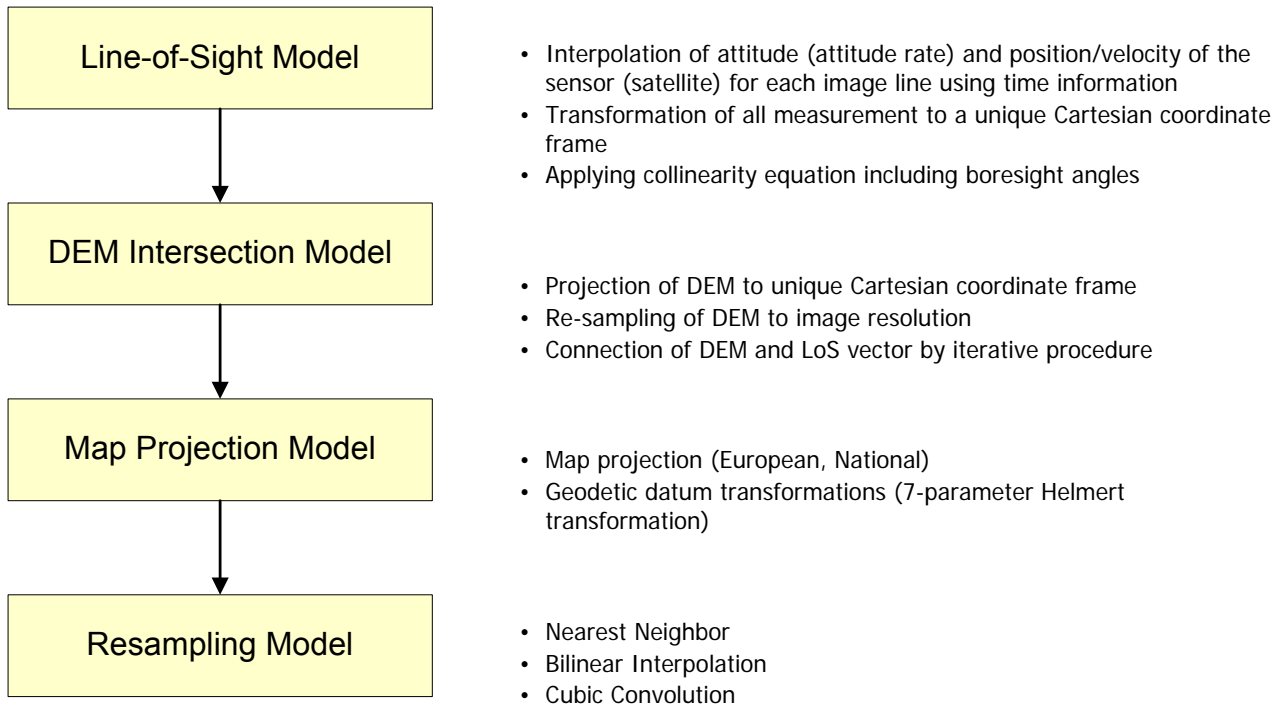 Line-of-Sight Model
• Interpolation of attitude (attitude rate) and position/velocity of the
sensor (satellite) for each image line using time information
• Transformation of all measurement to a unique Cartesian coordinate
frame
• Applying collinearity equation including boresight angles
DEM Intersection Model
• Projection of DEM to unique Cartesian coordinate frame
• Re-sampling of DEM to image resolution
• Connection of DEM and LoS vector by iterative procedure
Map Projection Model
• Map projection (European, National)
• Geodetic datum transformations (7-parameter Helmert
transformation)
Resampling Model
• Nearest Neighbor
• Bilinear Interpolation
• Cubic Convolution